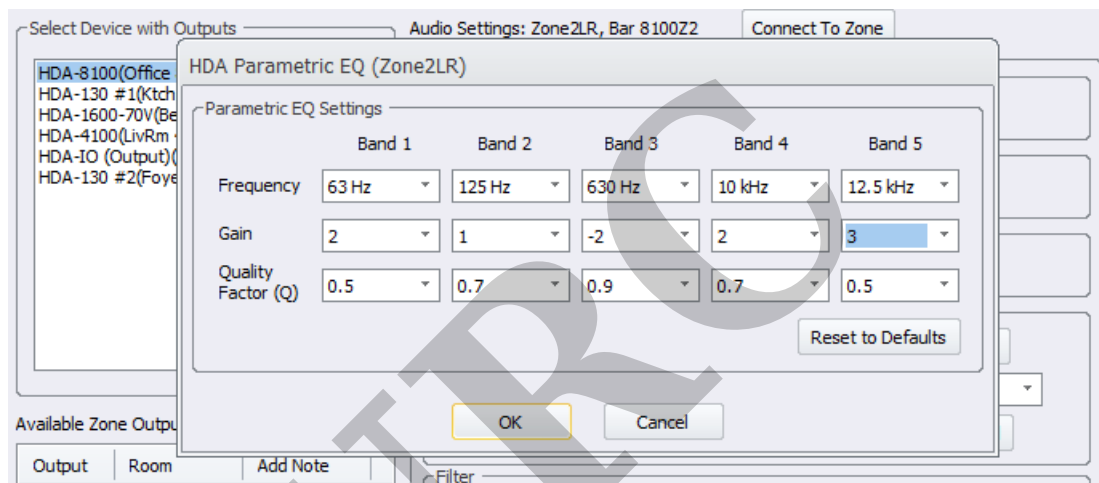 Select Device with Outputs
Audio Settings: Zone2LR, Bar 8100Z2
Connect To Zone
HDA-8100(Office
HDA-130 #1(Ktch
HDA-1600-70V(Be
HDA-4100(LivRm
HDA-IO (Output)(
HDA-130 #2(Foye
HDA Parametric EQ (Zone2LR)
Parametric EQ Settings
Band 1 Band 2 Band 3 Band 4 Band 5
Frequency 63 Hz 125 Hz 630 Hz 10 kHz 12.5 kHz
Gain 2 1 -2 2 3
Quality
Factor (Q) 0.5 0.7 0.9 0.7 0.5
Reset to Defaults
OK Cancel
Available Zone Outpu
Output Room Add Note
Filter
URC